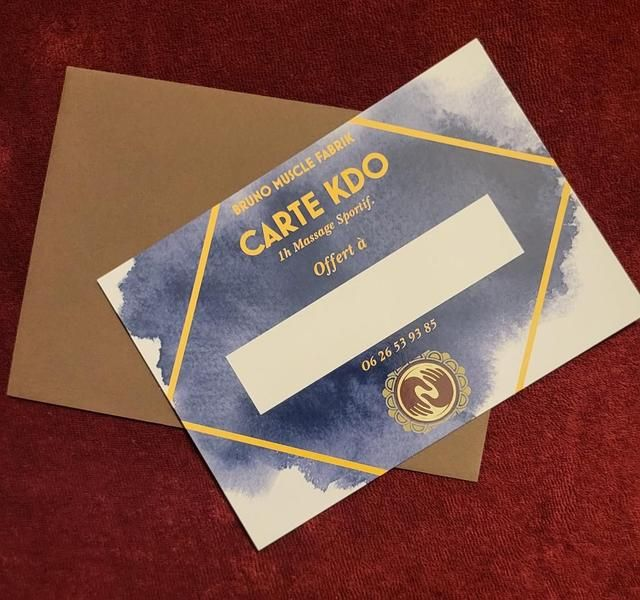 BRUNO MUSCLE FABRIK
CARTE KDO
1h Massage Sportif.
Offert à
06 26 53 93 85